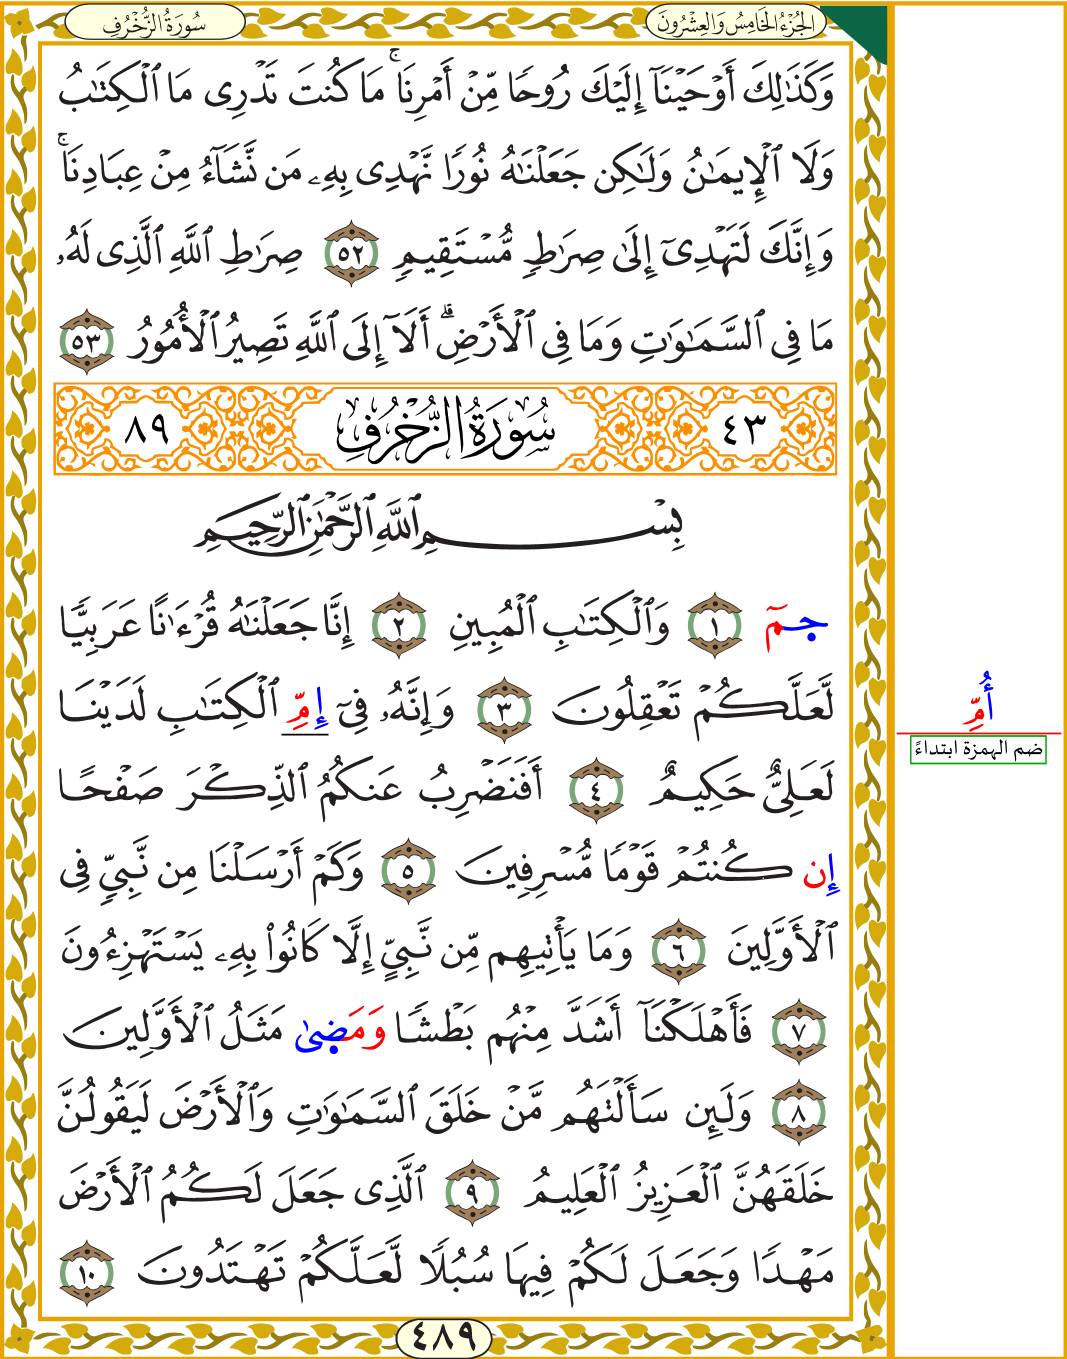 سُورَةُ الزُّخْرُفِ
الجُزْءُ الخَامِسُ وَالعِشْرُونَ
وَكَذَٰلِكَ أَوْحَيْنَآ إِلَيْكَ رُوحًا مِّنْ أَمْرِنَا ۚ مَا كُنتَ تَدْرِى مَا ٱلْكِتَٰبُ
وَلَا ٱلْإِيمَٰنُ وَلَٰكِن جَعَلْنَٰهُ نُورًا نَّهْدِى بِهِۦ مَن نَّشَآءُ مِنْ عِبَادِنَا ۚ
وَإِنَّكَ لَتَهْدِىٓ إِلَىٰ صِرَٰطٍ مُّسْتَقِيمٍ ٥٢ صِرَٰطِ ٱللَّهِ ٱلَّذِى لَهُۥ
مَا فِى ٱلسَّمَٰوَٰتِ وَمَا فِى ٱلْأَرْضِ ۗ أَلَآ إِلَى ٱللَّهِ تَصِيرُ ٱلْأُمُورُ ٥٣
٤٣ سُورَةُ الزُّخْرُفِ ٨٩
بِسْمِ ٱللَّهِ ٱلرَّحْمَٰنِ ٱلرَّحِيمِ
حمٓ ١ وَٱلْكِتَٰبِ ٱلْمُبِينِ ٢ إِنَّا جَعَلْنَٰهُ قُرْءَٰنًا عَرَبِيًّا
لَّعَلَّكُمْ تَعْقِلُونَ ٣ وَإِنَّهُۥ فِىٓ إِمِّ ٱلْكِتَٰبِ لَدَيْنَا
لَعَلِىٌّ حَكِيمٌ ٤ أَفَنَضْرِبُ عَنكُمُ ٱلذِّكْرَ صَفْحًا
إِن كُنتُمْ قَوْمًا مُّسْرِفِينَ ٥ وَكَمْ أَرْسَلْنَا مِن نَّبِىٍّ فِى
ٱلْأَوَّلِينَ ٦ وَمَا يَأْتِيهِم مِّن نَّبِىٍّ إِلَّا كَانُوا۟ بِهِۦ يَسْتَهْزِءُونَ
٧ فَأَهْلَكْنَآ أَشَدَّ مِنْهُم بَطْشًا وَمَضَىٰ مَثَلُ ٱلْأَوَّلِينَ
٨ وَلَئِن سَأَلْتَهُم مَّنْ خَلَقَ ٱلسَّمَٰوَٰتِ وَٱلْأَرْضَ لَيَقُولُنَّ
خَلَقَهُنَّ ٱلْعَزِيزُ ٱلْعَلِيمُ ٩ ٱلَّذِى جَعَلَ لَكُمُ ٱلْأَرْضَ
مَهْدًا وَجَعَلَ لَكُمْ فِيهَا سُبُلًا لَّعَلَّكُمْ تَهْتَدُونَ ١٠
٤٨٩
أُمِّ
ضم الهمزة ابتداءً